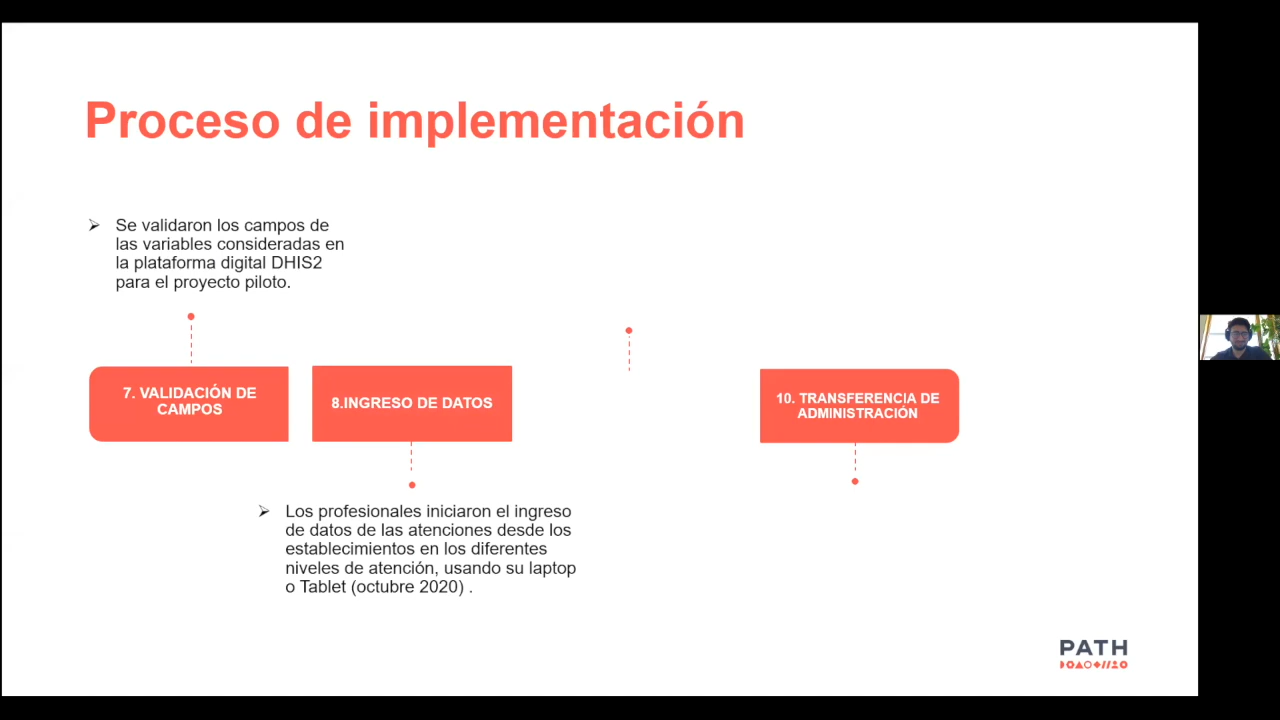 Proceso de implementación
Se validaron los campos de
las variables consideradas en
la plataforma digital DHIS2
para el proyecto piloto.
7. VALIDACIÓN DE
CAMPOS
8.INGRESO DE DATOS
10. TRANSFERENCIA DE
ADMINISTRACIÓN
Los profesionales iniciaron el ingreso
de datos de las atenciones desde los
establecimientos en los diferentes
niveles de atención, usando su laptop
o Tablet (octubre 2020) .
PATH